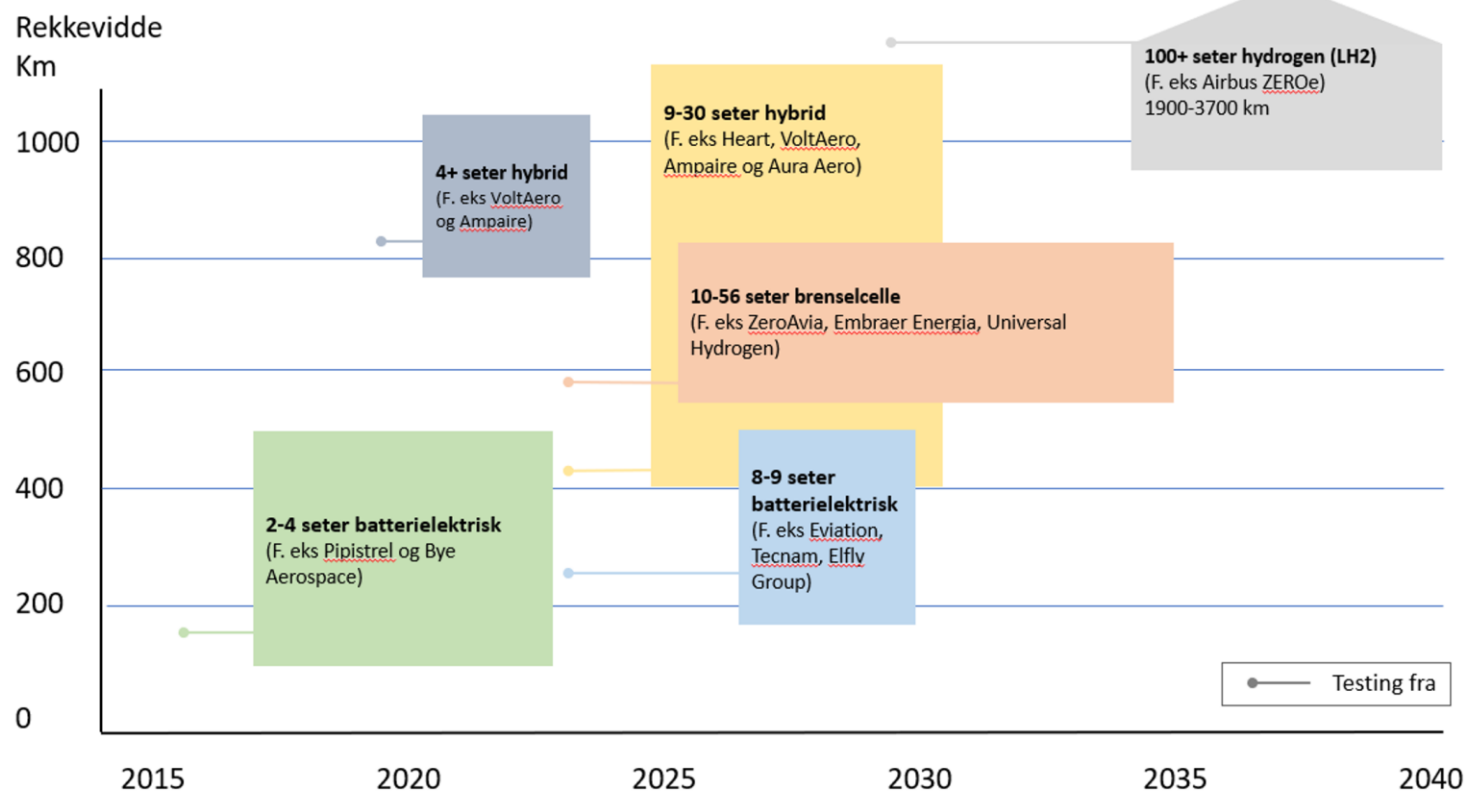 Rekkevidde
Km
1000
800
600
400
200
0
4+ seter hybrid
(F. eks VoltAero
og Ampaire)
9-30 seter hybrid
(F. eks Heart, VoltAero,
Ampaire og Aura Aero)
100+ seter hydrogen (LH2)
(F. eks Airbus ZEROe)
1900-3700 km
10-56 seter brenselcelle
(F. eks ZeroAvia, Embraer Energia, Universal
Hydrogen)
2-4 seter batterielektrisk
(F. eks Pipistrel og Bye
Aerospace)
8-9 seter
batterielektrisk
(F. eks Eviation,
Tecnam, Elfly
Group)
Testing fra
2015
2020
2025
2030
2035
2040